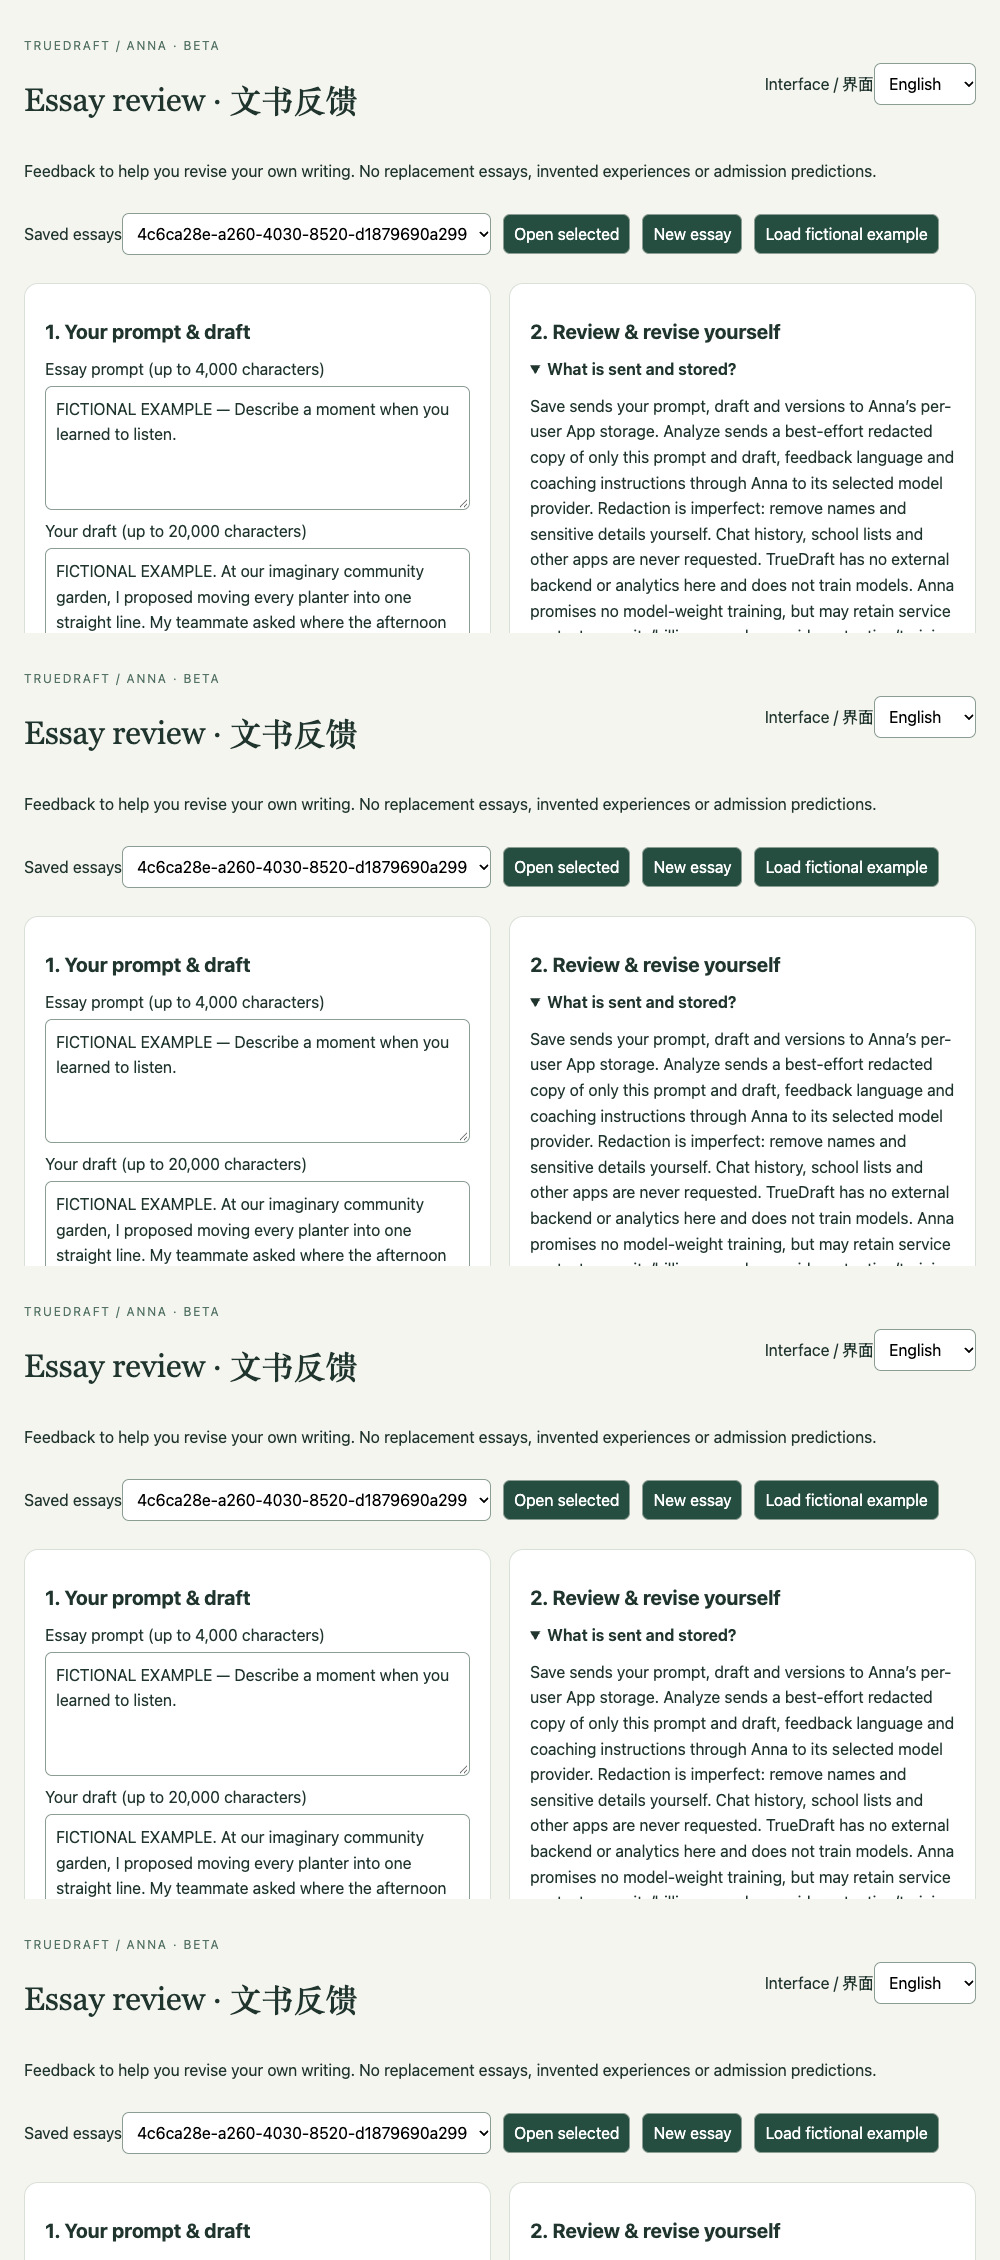 TRUEDRAFT / ANNA · BETA
Essay review · 文书反馈
Interface / 界面 English
Feedback to help you revise your own writing. No replacement essays, invented experiences or admission predictions.
Saved essays 4c6ca28e-a260-4030-8520-d1879690a299 Open selected New essay Load fictional example
1. Your prompt & draft
Essay prompt (up to 4,000 characters)
FICTIONAL EXAMPLE — Describe a moment when you
learned to listen.
Your draft (up to 20,000 characters)
FICTIONAL EXAMPLE. At our imaginary community
garden, I proposed moving every planter into one
straight line. My teammate asked where the afternoon
2. Review & revise yourself
▼ What is sent and stored?
Save sends your prompt, draft and versions to Anna’s per-
user App storage. Analyze sends a best-effort redacted
copy of only this prompt and draft, feedback language and
coaching instructions through Anna to its selected model
provider. Redaction is imperfect: remove names and
sensitive details yourself. Chat history, school lists and
other apps are never requested. TrueDraft has no external
backend or analytics here and does not train models. Anna
promises no model-weight training, but may retain service
TRUEDRAFT / ANNA · BETA
Essay review · 文书反馈
Interface / 界面 English
Feedback to help you revise your own writing. No replacement essays, invented experiences or admission predictions.
Saved essays 4c6ca28e-a260-4030-8520-d1879690a299 Open selected New essay Load fictional example
1. Your prompt & draft
Essay prompt (up to 4,000 characters)
FICTIONAL EXAMPLE — Describe a moment when you
learned to listen.
Your draft (up to 20,000 characters)
FICTIONAL EXAMPLE. At our imaginary community
garden, I proposed moving every planter into one
straight line. My teammate asked where the afternoon
2. Review & revise yourself
▼ What is sent and stored?
Save sends your prompt, draft and versions to Anna’s per-
user App storage. Analyze sends a best-effort redacted
copy of only this prompt and draft, feedback language and
coaching instructions through Anna to its selected model
provider. Redaction is imperfect: remove names and
sensitive details yourself. Chat history, school lists and
other apps are never requested. TrueDraft has no external
backend or analytics here and does not train models. Anna
promises no model-weight training, but may retain service
TRUEDRAFT / ANNA · BETA
Essay review · 文书反馈
Interface / 界面 English
Feedback to help you revise your own writing. No replacement essays, invented experiences or admission predictions.
Saved essays 4c6ca28e-a260-4030-8520-d1879690a299 Open selected New essay Load fictional example
1. Your prompt & draft
Essay prompt (up to 4,000 characters)
FICTIONAL EXAMPLE — Describe a moment when you
learned to listen.
Your draft (up to 20,000 characters)
FICTIONAL EXAMPLE. At our imaginary community
garden, I proposed moving every planter into one
straight line. My teammate asked where the afternoon
2. Review & revise yourself
▼ What is sent and stored?
Save sends your prompt, draft and versions to Anna’s per-
user App storage. Analyze sends a best-effort redacted
copy of only this prompt and draft, feedback language and
coaching instructions through Anna to its selected model
provider. Redaction is imperfect: remove names and
sensitive details yourself. Chat history, school lists and
other apps are never requested. TrueDraft has no external
backend or analytics here and does not train models. Anna
promises no model-weight training, but may retain service
TRUEDRAFT / ANNA · BETA
Essay review · 文书反馈
Interface / 界面 English
Feedback to help you revise your own writing. No replacement essays, invented experiences or admission predictions.
Saved essays 4c6ca28e-a260-4030-8520-d1879690a299 Open selected New essay Load fictional example
1. Your prompt & draft
2. Review & revise yourself